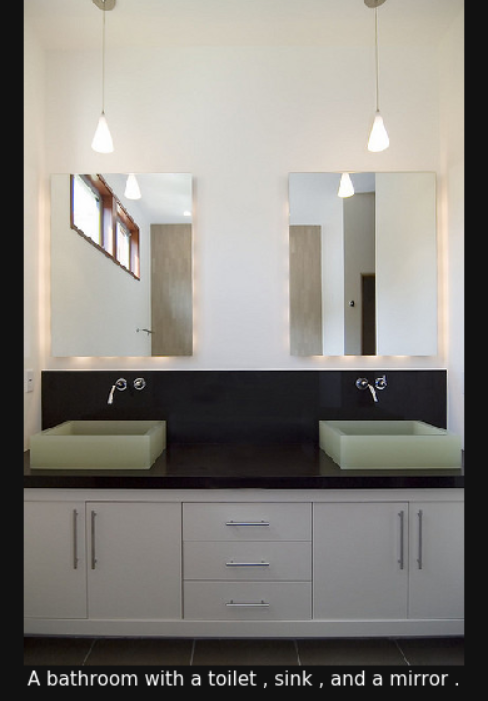 A bathroom with a toilet , sink , and a mirror .